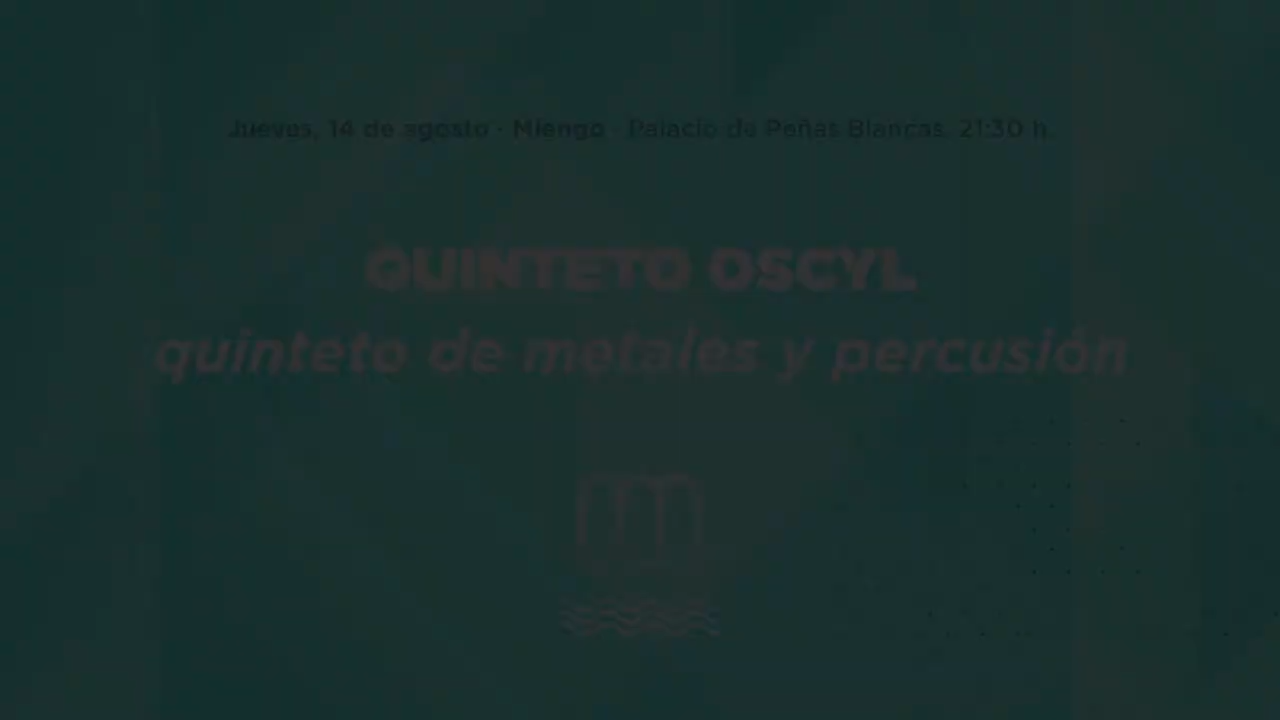 Jueves, 14 de agosto · Miengo · Palacio de Peñas Blancas. 21:30 h.
QUINTETO OSCYL
quinteto de metales y percusión